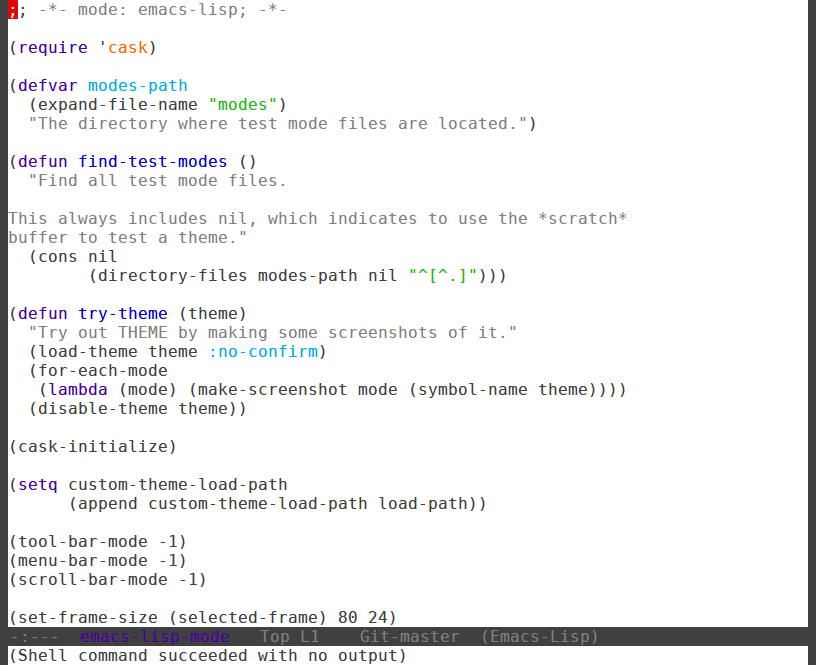 ;; -*- mode: emacs-lisp; -*-

(require 'cask)

(defvar modes-path
  (expand-file-name "modes")
  "The directory where test mode files are located.")

(defun find-test-modes ()
  "Find all test mode files.

This always includes nil, which indicates to use the *scratch*
buffer to test a theme."
  (cons nil
        (directory-files modes-path nil "^[^.]")))

(defun try-theme (theme)
  "Try out THEME by making some screenshots of it."
  (load-theme theme :no-confirm)
  (for-each-mode
   (lambda (mode) (make-screenshot mode (symbol-name theme))))
  (disable-theme theme))

(cask-initialize)

(setq custom-theme-load-path
      (append custom-theme-load-path load-path))

(tool-bar-mode -1)
(menu-bar-mode -1)
(scroll-bar-mode -1)

(set-frame-size (selected-frame) 80 24)
-:---  emacs-lisp-mode   Top L1    Git-master  (Emacs-Lisp)
(Shell command succeeded with no output)